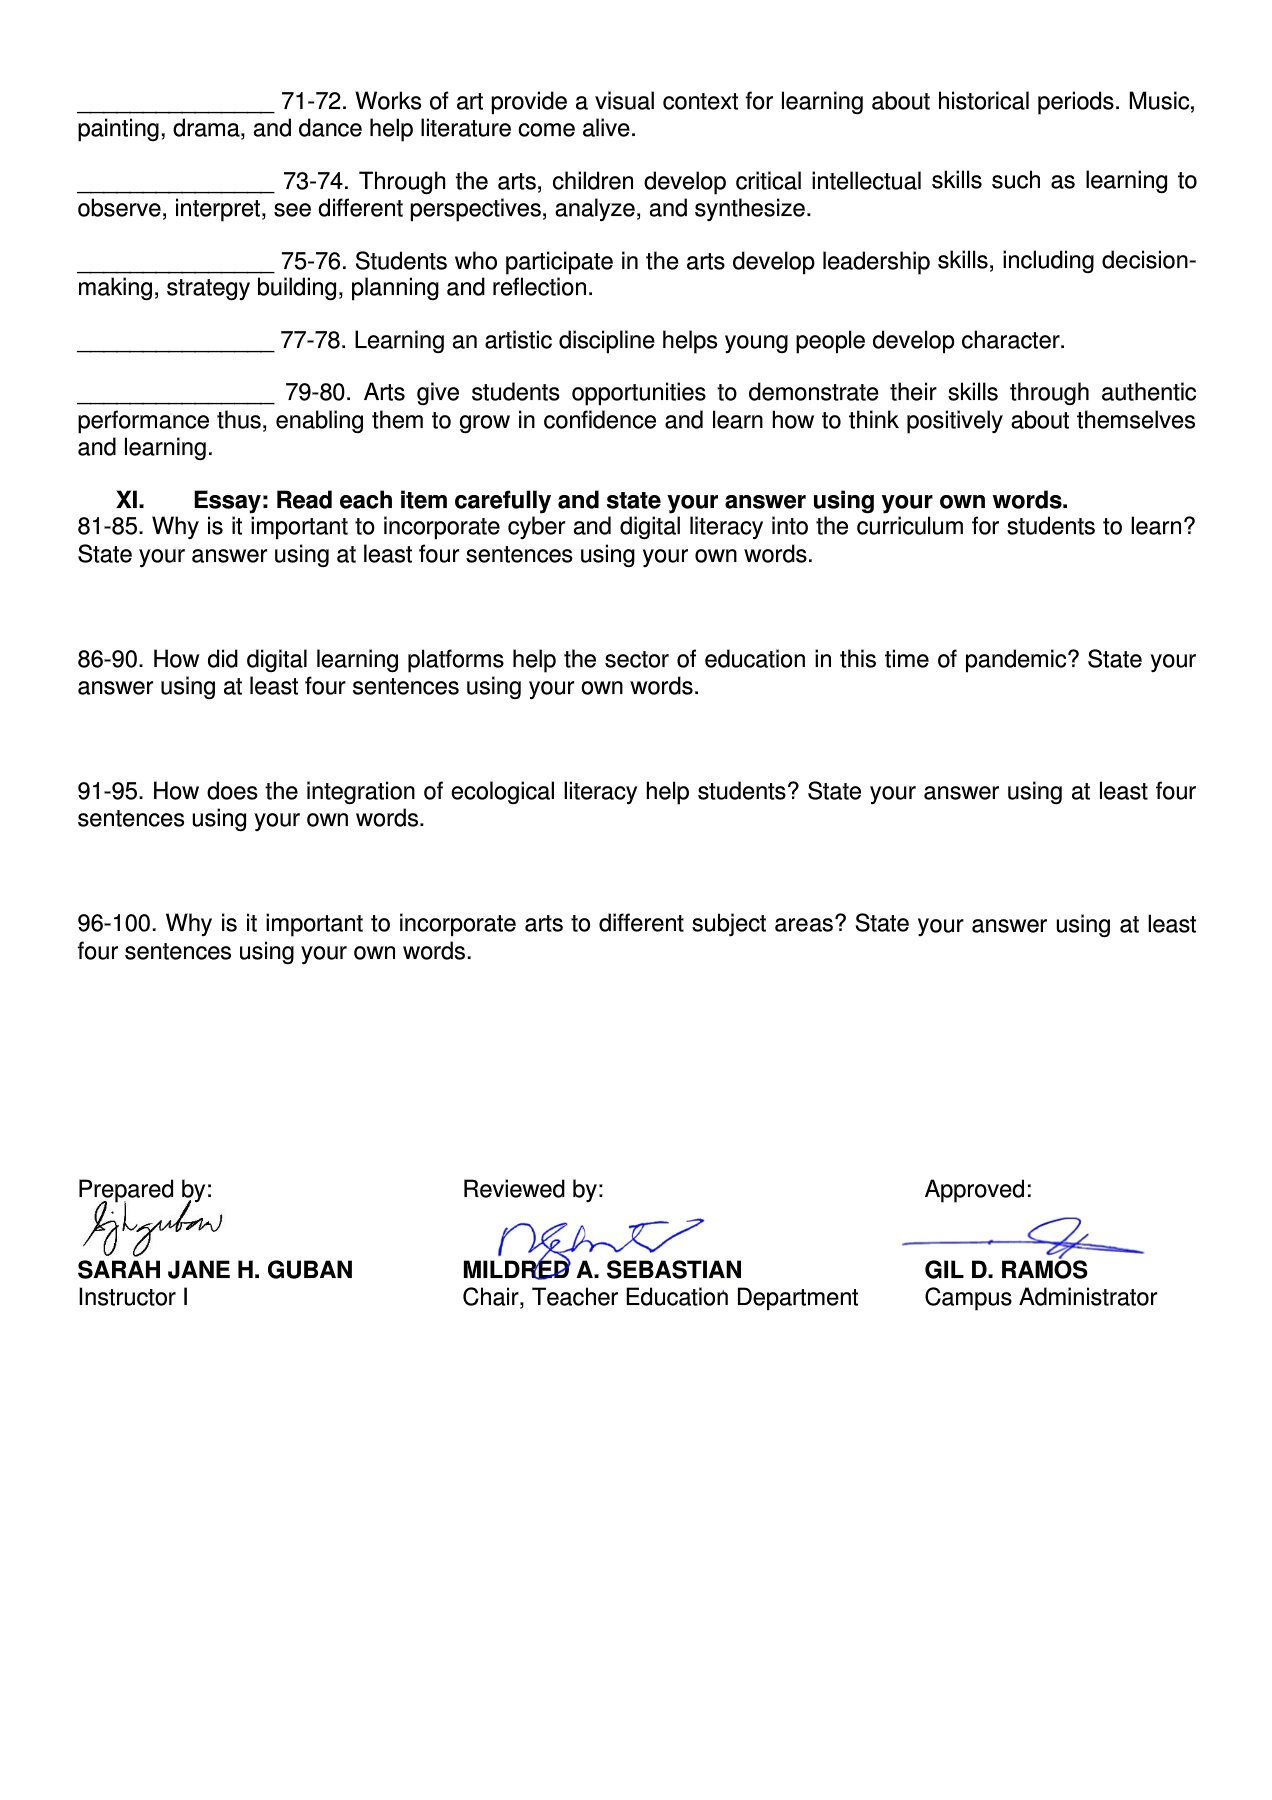 _______________ 71-72. Works of art provide a visual context for learning about historical periods. Music,
painting, drama, and dance help literature come alive.
_______________ 73-74. Through the arts, children develop critical intellectual skills such as learning to
observe, interpret, see different perspectives, analyze, and synthesize.
_______________ 75-76. Students who participate in the arts develop leadership skills, including decision-
making, strategy building, planning and reflection.
_______________ 77-78. Learning an artistic discipline helps young people develop character.
_______________ 79-80. Arts give students opportunities to demonstrate their skills through authentic
performance thus, enabling them to grow in confidence and learn how to think positively about themselves
and learning.
XI. Essay: Read each item carefully and state your answer using your own words.
81-85. Why is it important to incorporate cyber and digital literacy into the curriculum for students to learn?
State your answer using at least four sentences using your own words.
86-90. How did digital learning platforms help the sector of education in this time of pandemic? State your
answer using at least four sentences using your own words.
91-95. How does the integration of ecological literacy help students? State your answer using at least four
sentences using your own words.
96-100. Why is it important to incorporate arts to different subject areas? State your answer using at least
four sentences using your own words.
Prepared by: Reviewed by: Approved:
sjhguban
SARAH JANE H. GUBAN MILDRED A. SEBASTIAN GIL D. RAMOS
Instructor I Chair, Teacher Education Department Campus Administrator